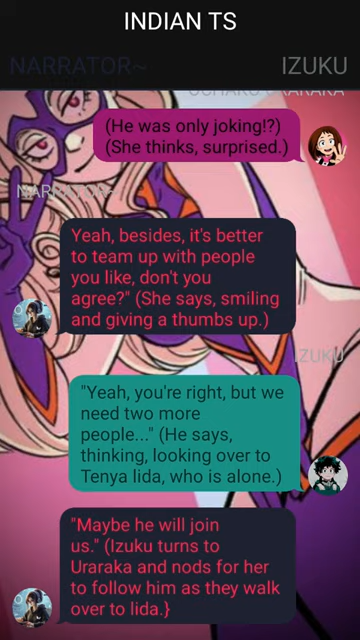 INDIAN TS
NARRATOR~
IZUKU
OCHAKO URARAKA
(He was only joking!?)
(She thinks, surprised.)
NARRATOR~
Yeah, besides, it's better
to team up with people
you like, don't you
agree?" (She says, smiling
and giving a thumbs up.)
IZUKU
"Yeah, you're right, but we
need two more
people..." (He says,
thinking, looking over to
Tenya Iida, who is alone.)
"Maybe he will join
us." (Izuku turns to
Uraraka and nods for her
to follow him as they walk
over to Iida.}